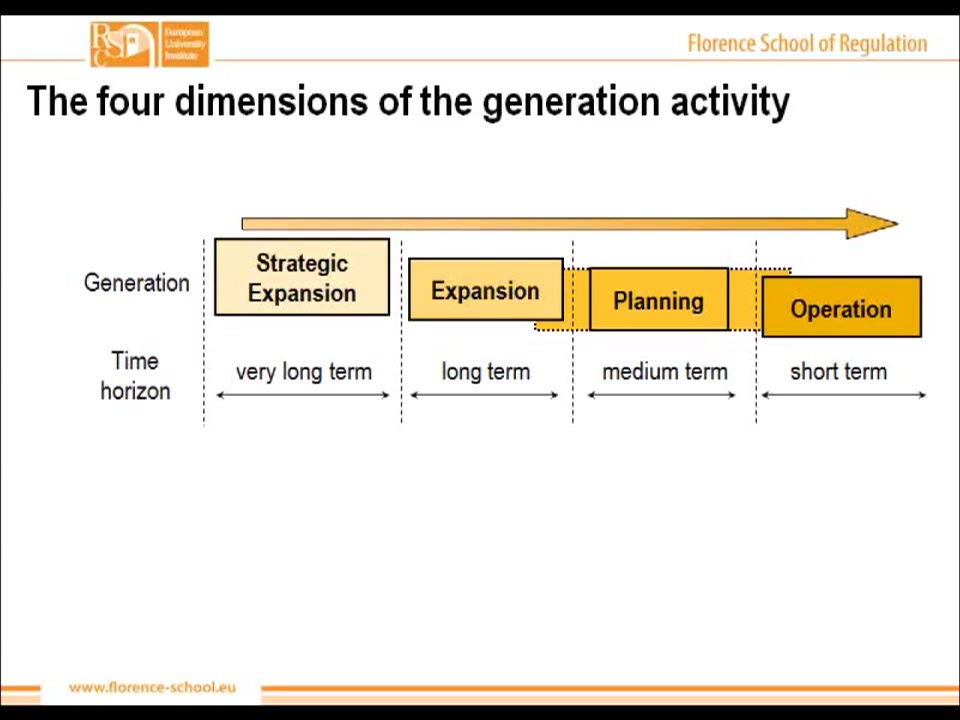 RSCS
European
University
Institute
Florence School of Regulation
The four dimensions of the generation activity
Generation
Strategic
Expansion
Expansion
Planning
Operation
Time
horizon
very long term
long term
medium term
short term
www.florence-school.eu